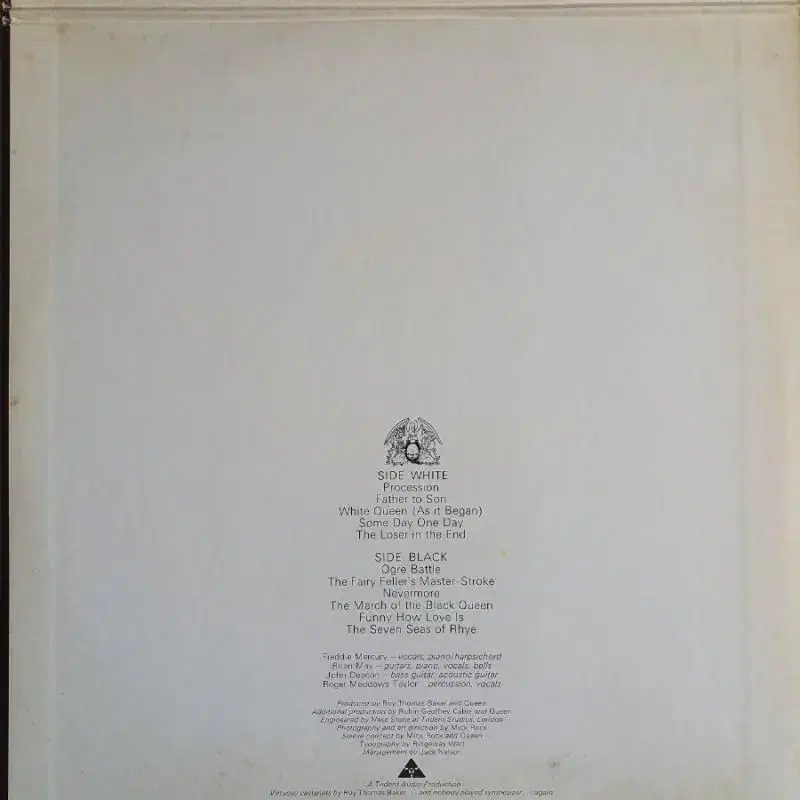 Q
SIDE WHITE
Procession
Father to Son
White Queen (As it Began)
Some Day One Day
The Loser in the End
SIDE BLACK
Ogre Battle
The Fairy Feller's Master-Stroke
Nevermore
The March of the Black Queen
Funny How Love Is
The Seven Seas of Rhye
Freddie Mercury – vocals, piano/harpsichord
Brian May – guitars, piano, vocals, bells
John Deacon – bass guitar, acoustic guitar
Roger Meddows Taylor – percussion, vocals
Produced by Roy Thomas Baker and Queen
Additional production by Robin Geoffrey Cable and Queen
Engineered by Mike Stone at Trident Studios, London
Photography and art direction by Mick Rock
Sleeve concept by Mick Rock and Queen
Typography by Ridgeway Watt
Management by Jack Nelson
A Trident Audio Production
Virtuoso castanets by Roy Thomas Baker ... and nobody played synthesizer... again